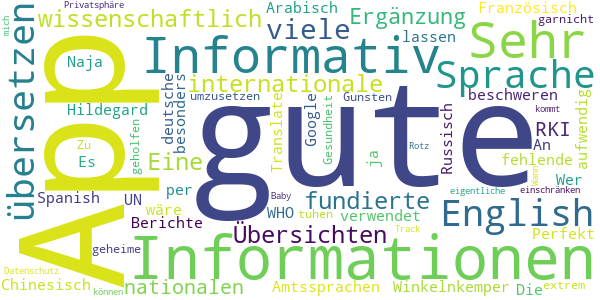 Privatsphäre
Arabisch
Französisch
mich
wissenschaftlich
viele
Ergänzung
garnicht
App
übersetzen
Naja
Informativ
lassen
Sehr
Sprache
internationale
deutsche
besonders
umzusetzen
Gunsten
beschweren
Hildegard
gute
Translate
Google
Gesundheit
Zu
Es
geholfen
ja
Rotz
Russisch
An
RKI
kommt
aufwendig
fehlende
Eine
per
Wer
Spanish
UN
wäre
WHO
Baby
fundierte
eigentliche
einschränken
Berichte
tuhen
verwendet
English
Track
Übersichten
Perfekt
geheime
Informationen
Datenschutz
Chinesisch
können
nationalen
Amtssprachen
Winkelnkemper
Die
extrem